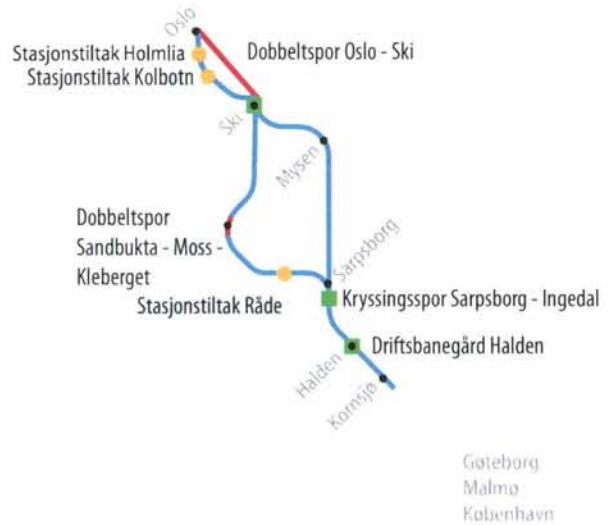 Oslo
Stasjonstiltak Holmlia
Dobbeltspor Oslo - Ski
Stasjonstiltak Kolbotn
Ski
Mysen
Dobbeltspor
Sandbukta - Moss -
Kleberget
Sarpsborg
Stasjonstiltak Råde
Kryssingsspor Sarpsborg - Ingedal
Driftsbanegård Halden
Halden
Kornsjø
Gøteborg
Malmø
København